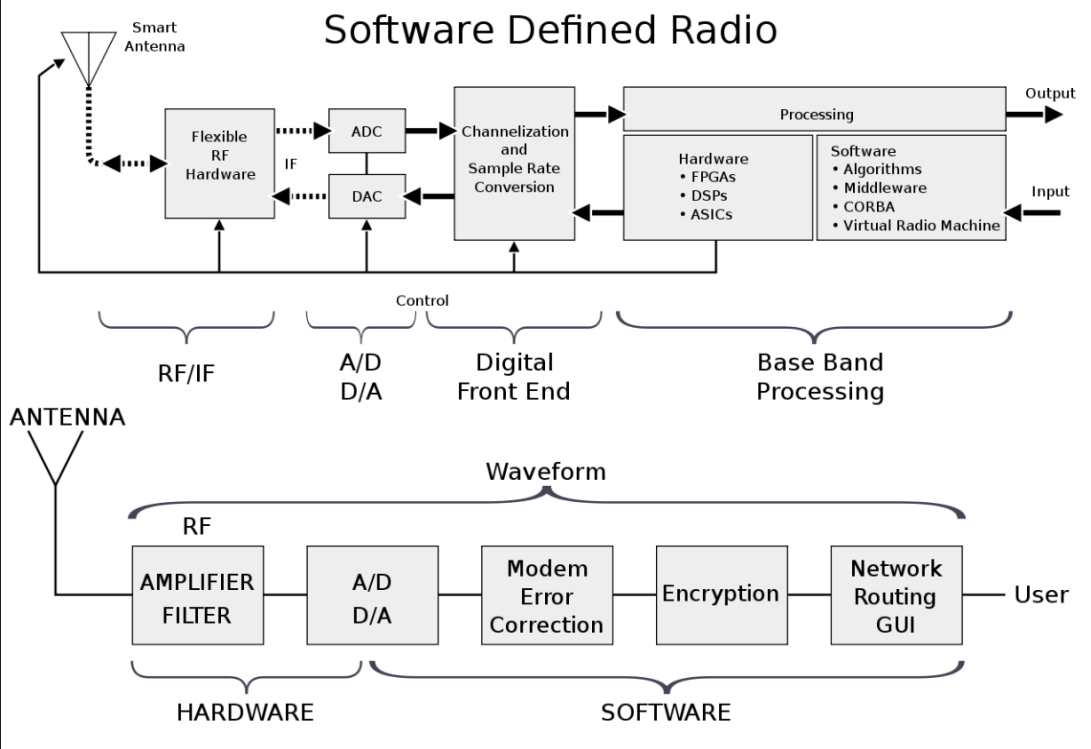 Software Defined Radio
Smart
Antenna
Flexible
RF
Hardware
IF
ADC
DAC
Channelization
and
Sample Rate
Conversion
Processing
Hardware
• FPGAs
• DSPs
• ASICs
Software
• Algorithms
• Middleware
• CORBA
• Virtual Radio Machine
Output
Input
Control
RF/IF
A/D
D/A
Digital
Front End
Base Band
Processing
ANTENNA
Waveform
RF
AMPLIFIER
FILTER
A/D
D/A
Modem
Error
Correction
Encryption
Network
Routing
GUI
User
HARDWARE
SOFTWARE